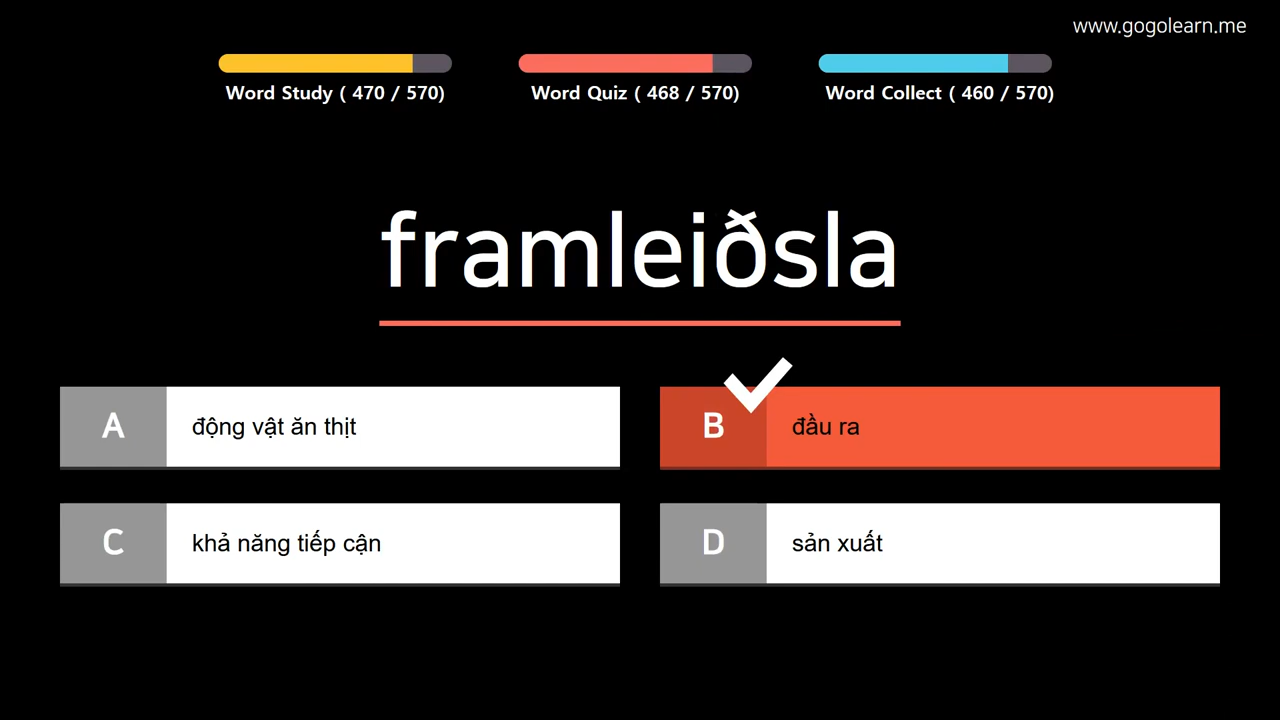 www.gogolearn.me
Word Study ( 470 / 570)
Word Quiz ( 468 / 570)
Word Collect ( 460 / 570)
framleiðsla
A
động vật ăn thịt
B
đầu ra
C
khả năng tiếp cận
D
sản xuất